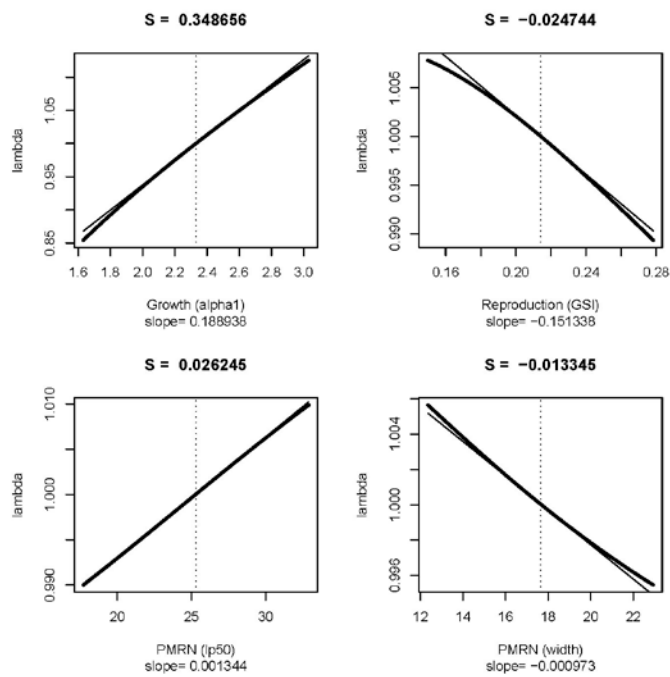 S = 0.348656
lambda
0.85
0.95
1.05
1.6
1.8
2.0
2.2
2.4
2.6
2.8
3.0
Growth (alpha1)
slope= 0.188938
S = −0.024744
lambda
0.990
0.995
1.000
1.005
0.16
0.20
0.24
0.28
Reproduction (GSI)
slope= −0.151338
S = 0.026245
lambda
0.990
1.000
1.010
20
25
30
PMRN (lp50)
slope= 0.001344
S = −0.013345
lambda
0.996
1.000
1.004
12
14
16
18
20
22
PMRN (width)
slope= −0.000973